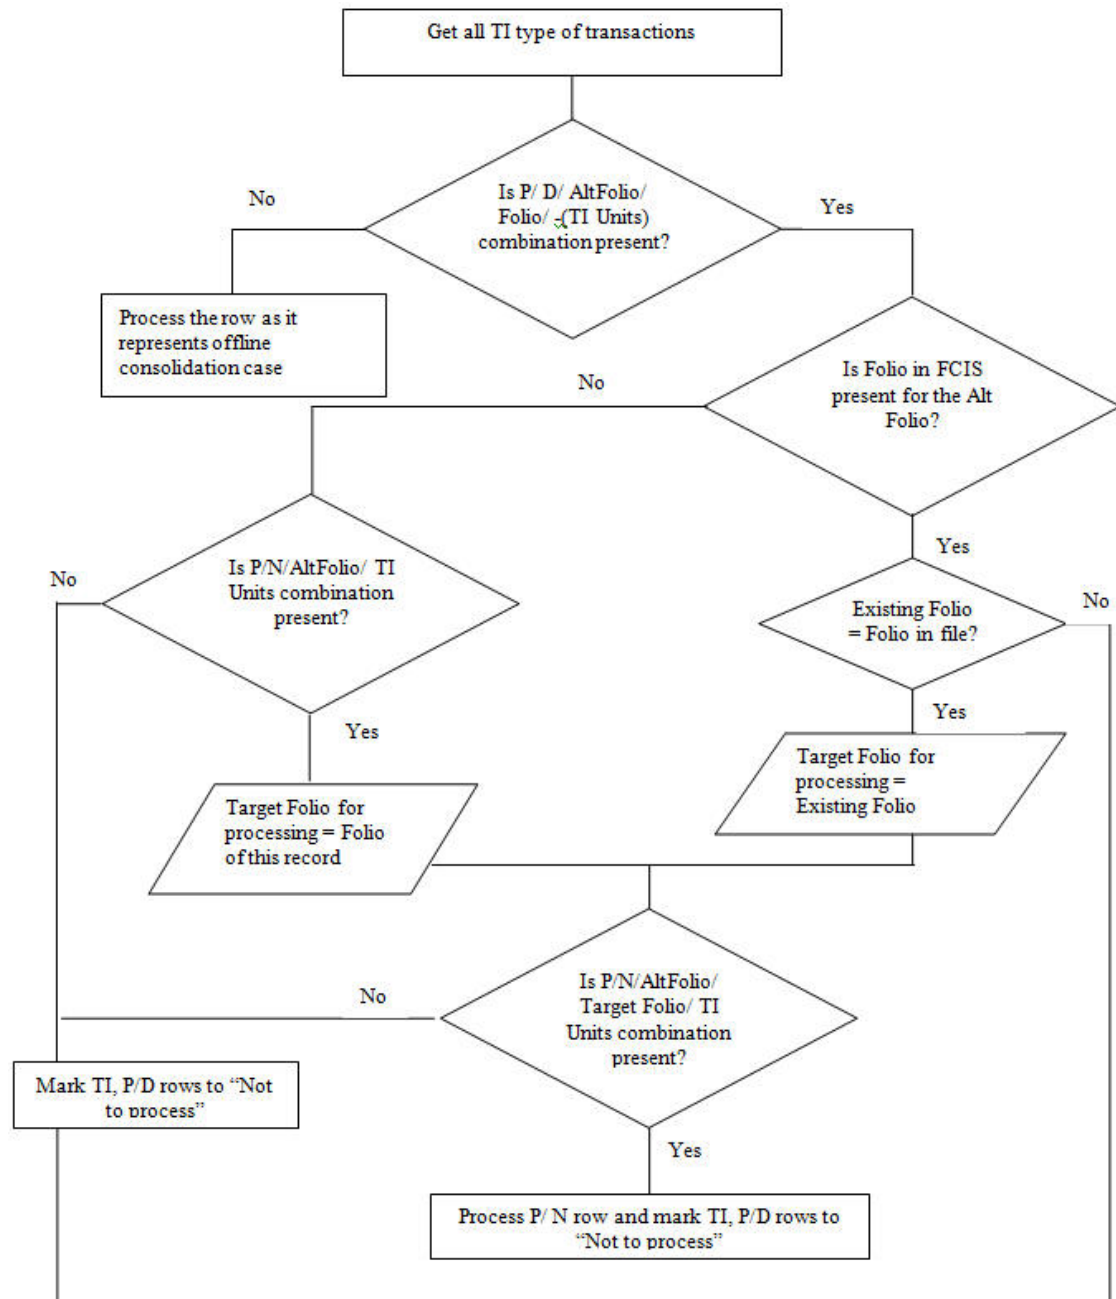 Get all TI type of transactions
No
Is P/ D/ AltFolio/
Folio/ -(TI Units)
combination present?
Yes
Process the row as it
represents offline
consolidation case
No
Is Folio in FCIS
present for the Alt
Folio?
No
Is P/N/AltFolio/ TI
Units combination
present?
Yes
Existing Folio
= Folio in file?
No
Yes
Yes
Target Folio for
processing = Folio
of this record
Target Folio for
processing =
Existing Folio
No
Is P/N/AltFolio/
Target Folio/ TI
Units combination
present?
Mark TI, P/D rows to “Not
to process”
Yes
Process P/ N row and mark TI, P/D rows to
“Not to process”